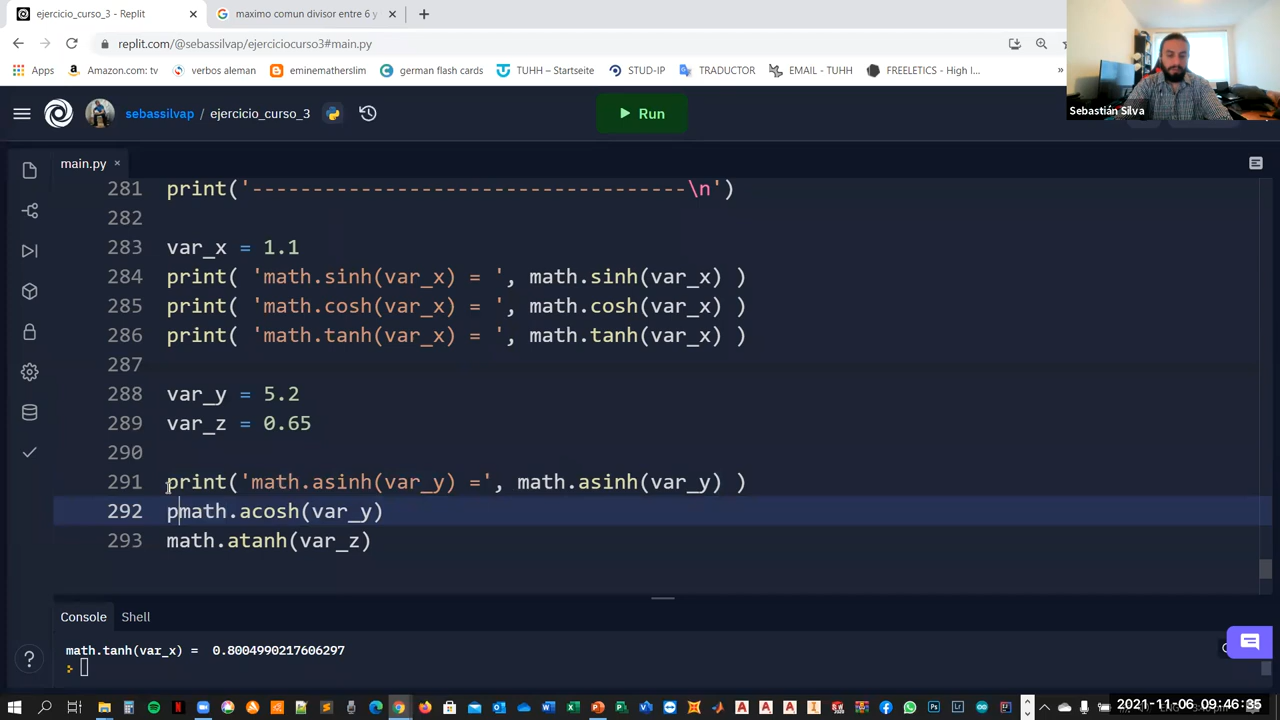 ejercicio_curso_3 - Replit
maximo comun divisor entre 6 y
replit.com/@sebassilvap/ejerciciocurso3#main.py
Apps
Amazon.com: tv
verbos aleman
eminemathslim
german flash cards
TUHH – Startseite
STUD-IP
TRADUCTOR
EMAIL - TUHH
FREELETICS - High I...
»
Sebastián Silva
sebassilvap / ejercicio_curso_3
Run
main.py
281 print('------------------------------------\n')
282
283 var_x = 1.1
284 print( 'math.sinh(var_x) = ', math.sinh(var_x) )
285 print( 'math.cosh(var_x) = ', math.cosh(var_x) )
286 print( 'math.tanh(var_x) = ', math.tanh(var_x) )
287
288 var_y = 5.2
289 var_z = 0.65
290
291 print('math.asinh(var_y) =', math.asinh(var_y) )
292 pmath.acosh(var_y)
293 math.atanh(var_z)
Console Shell
math.tanh(var_x) =  0.8004990217606297
2021-11-06 09:46:35